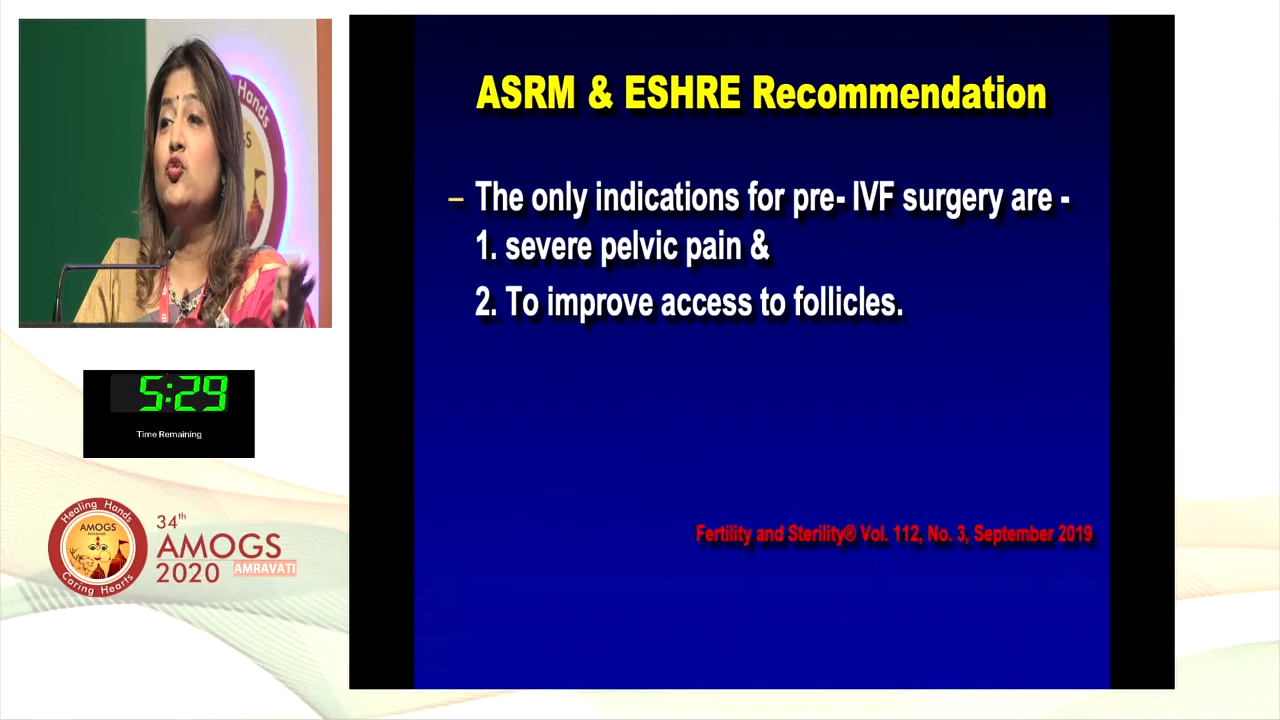 Hands
ASRM & ESHRE Recommendation
– The only indications for pre- IVF surgery are -
1. severe pelvic pain &
2. To improve access to follicles.
Fertility and Sterility® Vol. 112, No. 3, September 2019
5:29
Time Remaining
Healing Hands
AMOGS
Caring Hearts
34th
AMOGS
2020 AMRAVATI